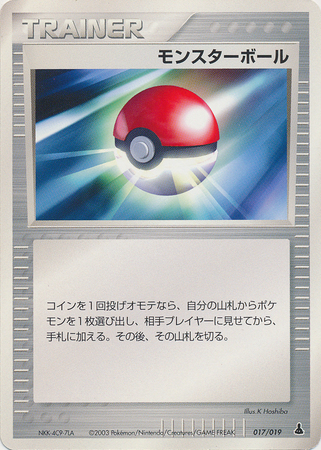 TRAINER
モンスターボール
コインを1回投げオモテなら、自分の山札からポケ
モンを1枚選び出し、相手プレイヤーに見せてから、
手札に加える。その後、その山札を切る。
Illus.K Hoshiba
NKK 4C9-7LA ©2003 Pokémon/Nintendo/Creatures/GAME FREAK 017/019